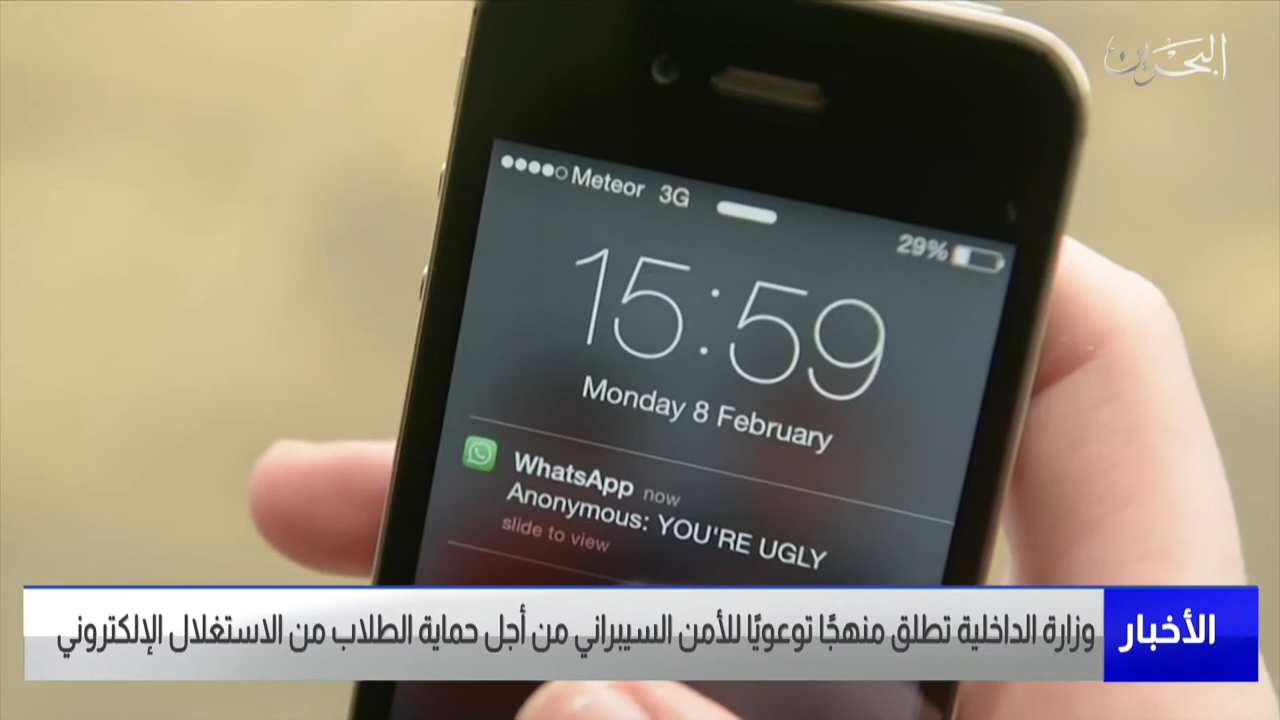 البحرين
Meteor 3G
29%
15:59
Monday 8 February
WhatsApp now
Anonymous: YOU'RE UGLY
slide to view
الأخبار
وزارة الداخلية تطلق منهجًا توعويًا للأمن السيبراني من أجل حماية الطلاب من الاستغلال الإلكتروني